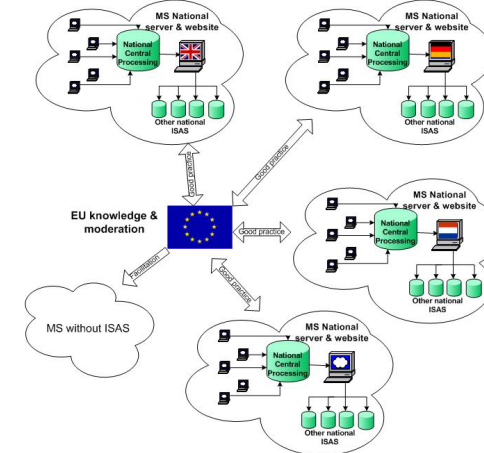 MS National
server & website
National
Central
Processing
Other national
ISAS
MS National
server & website
National
Central
Processing
Other national
ISAS
Good practice
Good practice
EU knowledge &
moderation
Good practice
MS National
server & website
National
Central
Processing
Other national
ISAS
Facilitation
Good practice
MS without ISAS
MS National
server & website
National
Central
Processing
Other national
ISAS